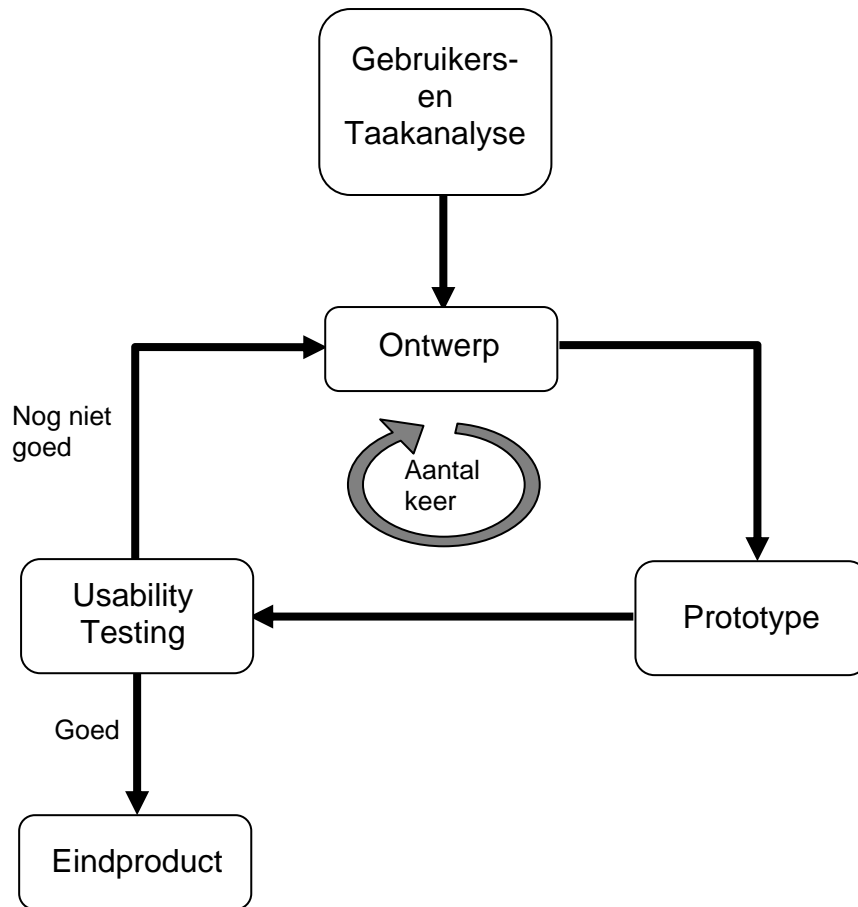 Gebruikers-
en
Taakanalyse
Ontwerp
Nog niet
goed
Aantal
keer
Usability
Testing
Prototype
Goed
Eindproduct